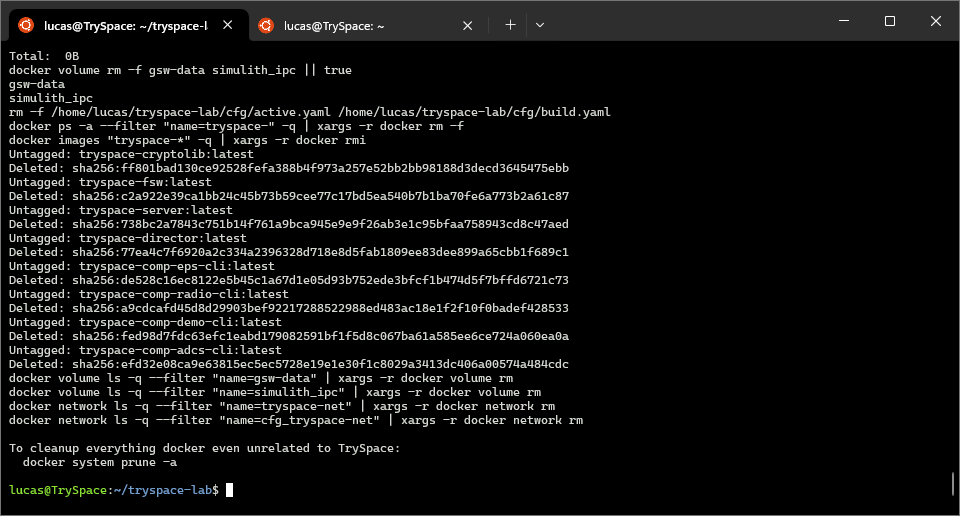 lucas@TrySpace: ~/tryspace-l
lucas@TrySpace: ~
Total:  0B
docker volume rm -f gsw-data simulith_ipc || true
gsw-data
simulith_ipc
rm -f /home/lucas/tryspace-lab/cfg/active.yaml /home/lucas/tryspace-lab/cfg/build.yaml
docker ps -a --filter "name=tryspace-" -q | xargs -r docker rm -f
docker images "tryspace-*" -q | xargs -r docker rmi
Untagged: tryspace-cryptolib:latest
Deleted: sha256:ff801bad130ce92528fefa388b4f973a257e52bb2bb98188d3decd3645475ebb
Untagged: tryspace-fsw:latest
Deleted: sha256:c2a922e39ca1bb24c45b73b59cee77c17bd5ea540b7b1ba70fe6a773b2a61c87
Untagged: tryspace-server:latest
Deleted: sha256:738bc2a7843c751b14f761a9bca945e9e9f26ab3e1c95bfaa758943cd8c47aed
Untagged: tryspace-director:latest
Deleted: sha256:77ea4c7f6920a2c334a2396328d718e8d5fab1809ee83dee899a65cbb1f689c1
Untagged: tryspace-comp-eps-cli:latest
Deleted: sha256:de528c16ec8122e5b45c1a67d1e05d93b752ede3bfcf1b474d5f7bffd6721c73
Untagged: tryspace-comp-radio-cli:latest
Deleted: sha256:a9cdcafd45d8d29903bef92217288522988ed483ac18e1f2f10f0badef428533
Untagged: tryspace-comp-demo-cli:latest
Deleted: sha256:fed98d7fdc63efc1eabd179082591bf1f5d8c067ba61a585ee6ce724a060ea0a
Untagged: tryspace-comp-adcs-cli:latest
Deleted: sha256:efd32e08ca9e63815ec5ec5728e19e1e30f1c8029a3413dc406a00574a484cdc
docker volume ls -q --filter "name=gsw-data" | xargs -r docker volume rm
docker volume ls -q --filter "name=simulith_ipc" | xargs -r docker volume rm
docker network ls -q --filter "name=tryspace-net" | xargs -r docker network rm
docker network ls -q --filter "name=cfg_tryspace-net" | xargs -r docker network rm

To cleanup everything docker even unrelated to TrySpace:
  docker system prune -a

lucas@TrySpace:~/tryspace-lab$